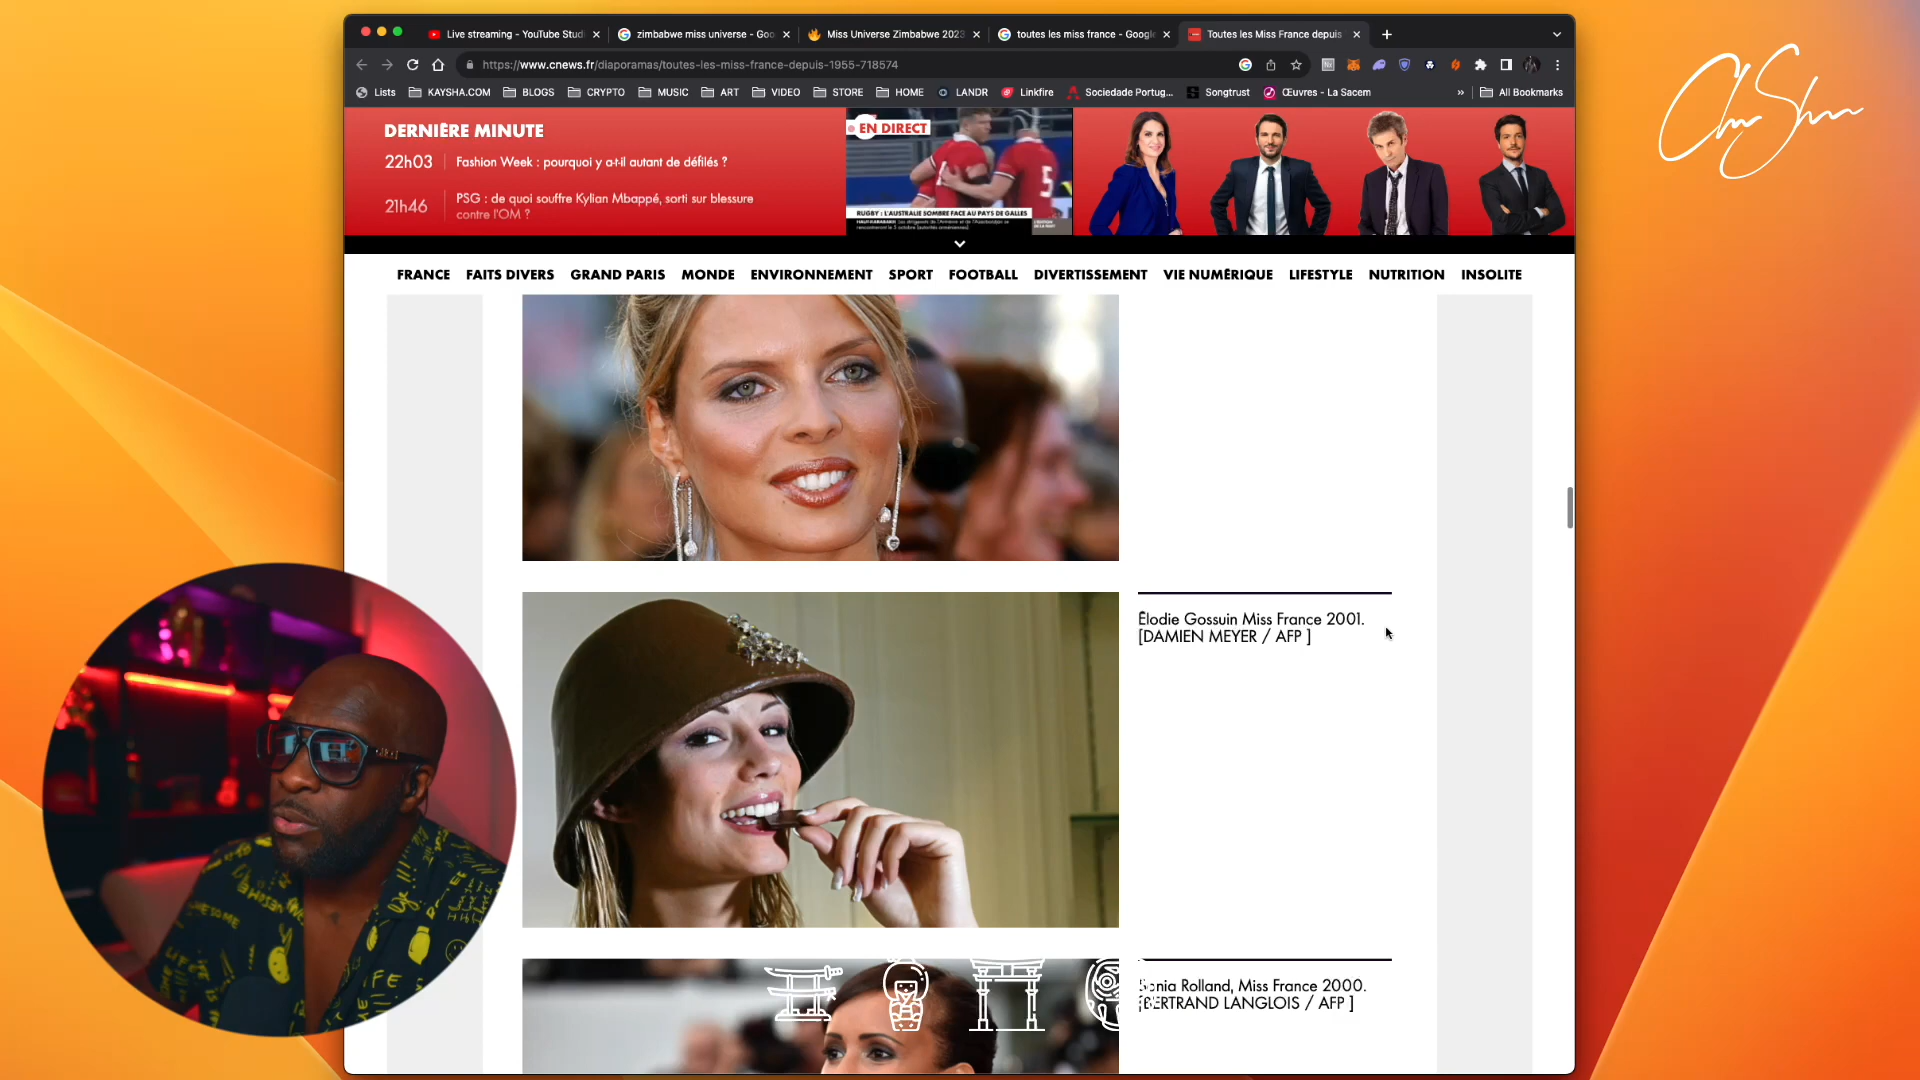 Live streaming - YouTube Studi
zimbabwe miss universe - Goo
Miss Universe Zimbabwe 2023
toutes les miss france - Google
Toutes les Miss France depuis
https://www.cnews.fr/diaporamas/toutes-les-miss-france-depuis-1955-718574
Lists
KAYSHA.COM
BLOGS
CRYPTO
MUSIC
ART
VIDEO
STORE
HOME
LANDR
Linkfire
Sociedade Portug...
Songtrust
Œuvres - La Sacem
»
All Bookmarks
DERNIÈRE MINUTE
22h03
Fashion Week : pourquoi y a-t-il autant de défilés ?
21h46
PSG : de quoi souffre Kylian Mbappé, sorti sur blessure
contre l'OM ?
EN DIRECT
5
RUGBY : L'AUSTRALIE SOMBRE FACE AU PAYS DE GALLES
FRANCE
FAITS DIVERS
GRAND PARIS
MONDE
ENVIRONNEMENT
SPORT
FOOTBALL
DIVERTISSEMENT
VIE NUMÉRIQUE
LIFESTYLE
NUTRITION
INSOLITE
Élodie Gossuin Miss France 2001.
[DAMIEN MEYER / AFP ]
Sonia Rolland, Miss France 2000.
[BERTRAND LANGLOIS / AFP ]